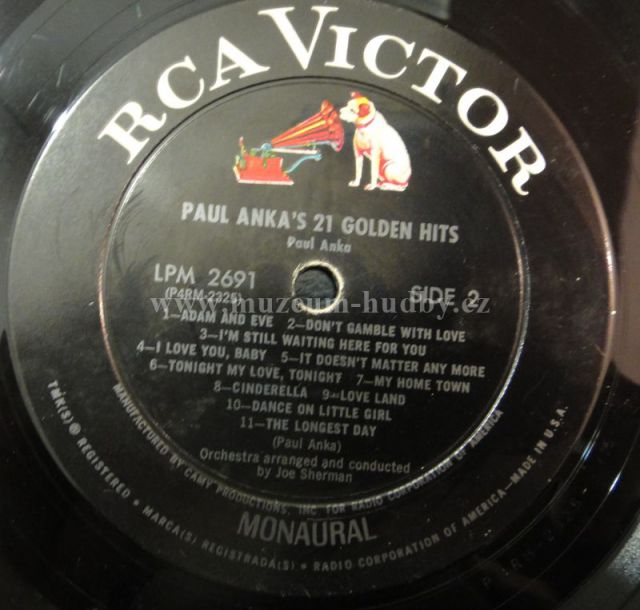 RCA VICTOR
PAUL ANKA'S 21 GOLDEN HITS
Paul Anka
LPM 2691
(P4RM-2325)
SIDE 2
www.muzeum-hudby.cz
1—ADAM AND EVE 2—DON'T GAMBLE WITH LOVE
3—I'M STILL WAITING HERE FOR YOU
4—I LOVE YOU, BABY 5—IT DOESN'T MATTER ANY MORE
6—TONIGHT MY LOVE, TONIGHT 7—MY HOME TOWN
8—CINDERELLA 9—LOVE LAND
10—DANCE ON LITTLE GIRL
11—THE LONGEST DAY
(Paul Anka)
Orchestra arranged and conducted
by Joe Sherman
MANUFACTURED BY CAMY PRODUCTIONS, INC. FOR RADIO CORPORATION OF AMERICA
MONAURAL
TMK(S) ® REGISTERED • MARCA(S) REGISTRADA(S) • RADIO CORPORATION OF AMERICA—MADE IN U.S.A.